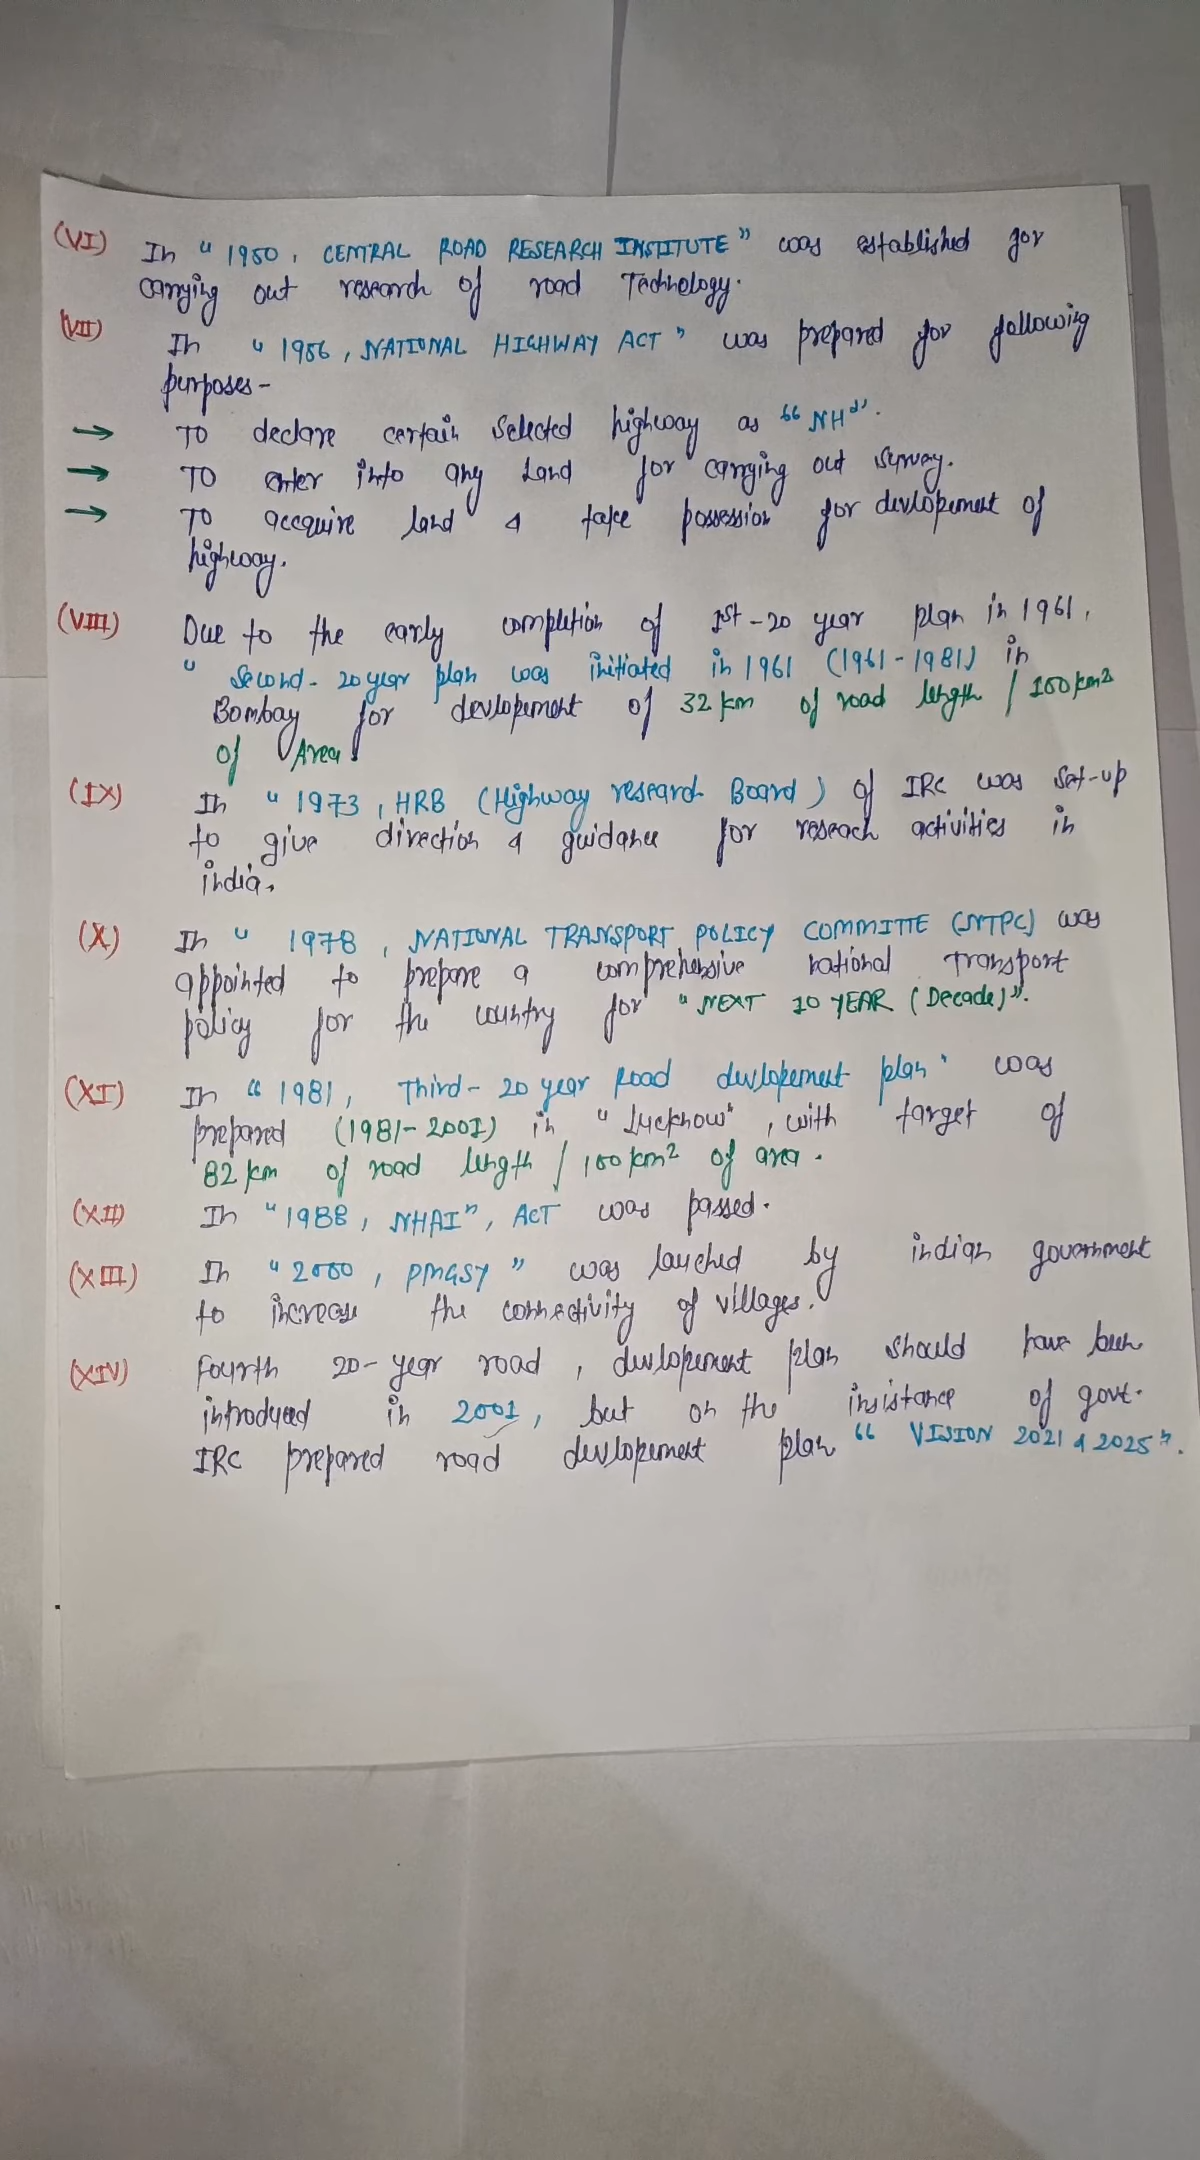 (VI) In " 1950, CENTRAL ROAD RESEARCH INSTITUTE" was established for
carrying out research of road Technology.
(VII) In " 1956, NATIONAL HIGHWAY ACT " was prepared for following
purposes-
→ To declare certain selected highway as "NH".
→ To enter into any Land for carrying out survay.
→ To accquire land & take possession for devlopement of
highway.
(VIII) Due to the early completion of 1st-20 year plan in 1961,
" Second-20 year plan was initiated in 1961 (1961-1981) in
Bombay for devlopement of 32 km of road length / 100 km²
of Area
(IX) In " 1973, HRB (Highway research Board) of IRC was set-up
to give direction & guidance for reseach activities in
india.
(X) In " 1978, NATIONAL TRANSPORT POLICY COMMITTE (NTPC) was
appointed to prepare a comprehensive national transport
policy for the country for "NEXT 10 YEAR (Decade)".
(XI) In " 1981, Third-20 year Road devlopement plan" was
prepared (1981-2001) in "Lucknow", with target of
82 km of road length / 100 km² of area.
(XII) In "1988, NHAI", ACT was passed.
(XIII) In "2000, PMGSY" was lauched by indian government
to increase the connectivity of villages.
(XIV) Fourth 20-year road, devlopement plan should have been
introduced in 2001, but on the insistance of govt.
IRC prepared road devlopement plan "VISION 2021 & 2025".